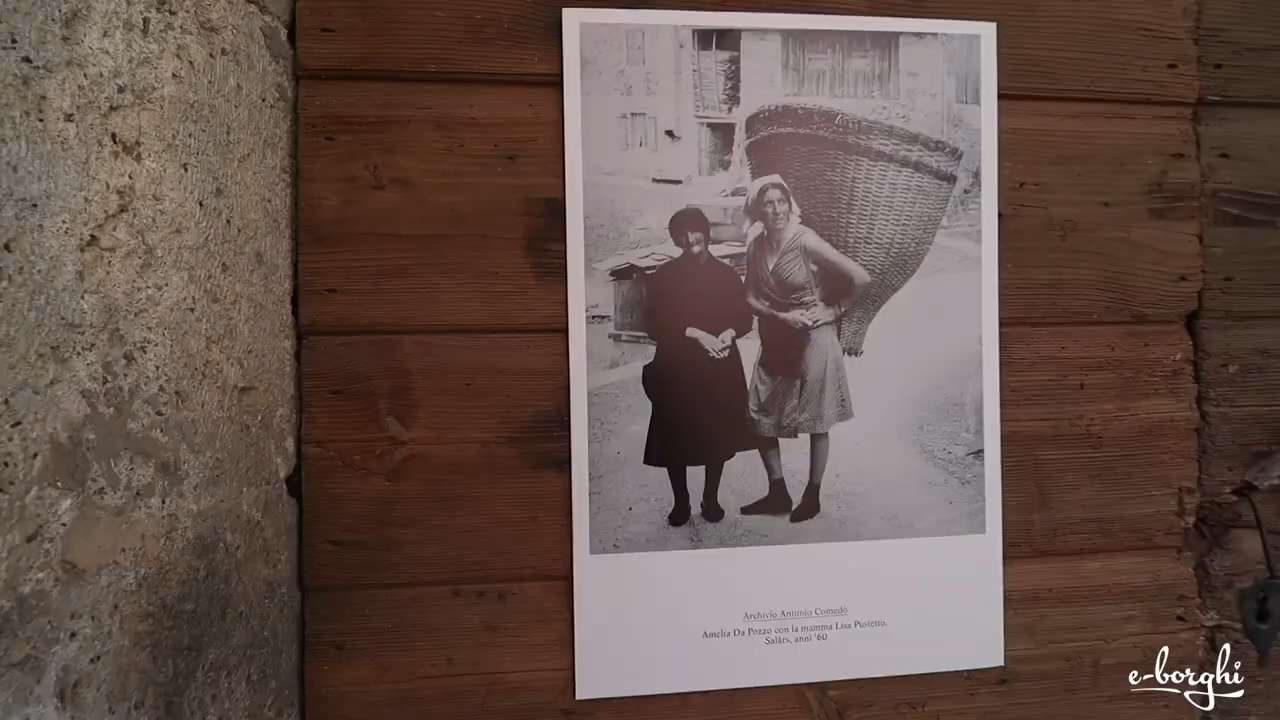 Archivio Antonio Comedò
Amelia Da Pozzo con la mamma Lisa Pustetto.
Salârs, anni '60
e-borghi